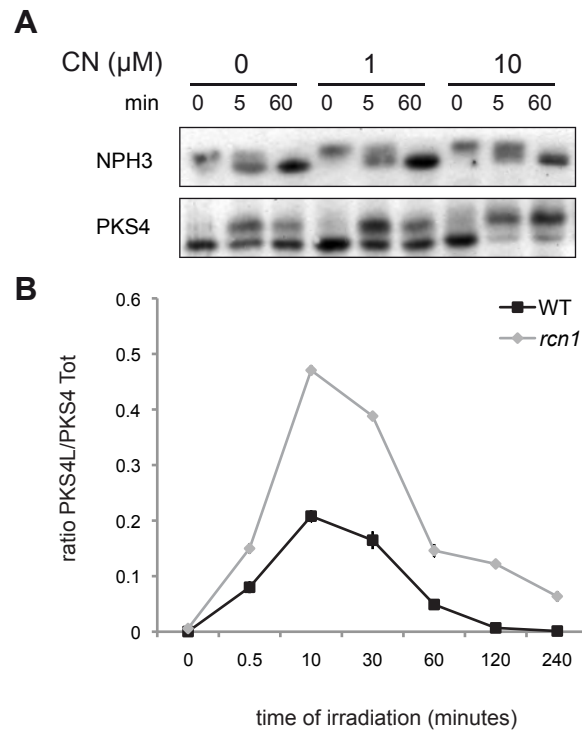 A
CN (µM) 0 1 10
min 0 5 60 0 5 60 0 5 60
NPH3
PKS4
B
0.6
0.5
0.4
0.3
0.2
0.1
0
ratio PKS4L/PKS4 Tot
WT
rcn1
0 0.5 10 30 60 120 240
time of irradiation (minutes)